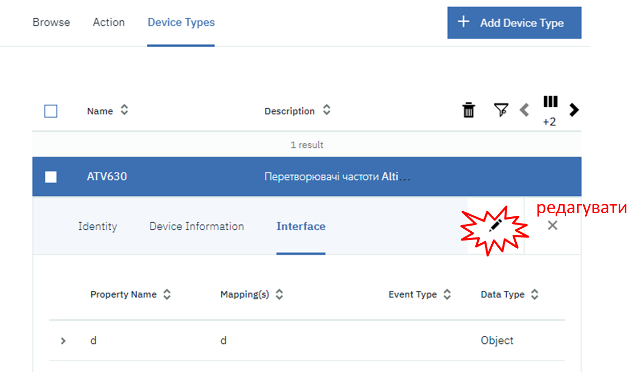 Browse Action Device Types + Add Device Type
Name Description +2
1 result
ATV630 Перетворювачі частоти Alti...
редагувати
Identity Device Information Interface
Property Name Mapping(s) Event Type Data Type
d d Object